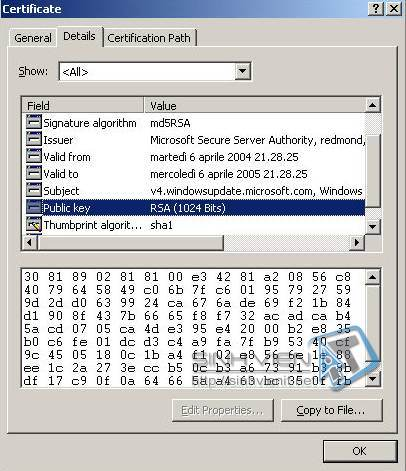 Certificate
General
Details
Certification Path
Show:
<All>
Field Value
Signature algorithm md5RSA
Issuer Microsoft Secure Server Authority, redmond,
Valid from martedì 6 aprile 2004 21.28.25
Valid to mercoledì 6 aprile 2005 21.28.25
Subject v4.windowsupdate.microsoft.com, Windows
Public key RSA (1024 Bits)
Thumbprint algorit... sha1
30 81 89 02 81 81 00 e3 42 81 a2 08 56 c8
40 79 64 58 49 c0 6b 7f c6 01 95 79 27 59
9d 2d d0 63 99 24 ca 67 6a de 69 f2 1b 84
d1 90 8f 43 7b 66 65 f8 f7 32 ac ad ca b4
5a cd 07 05 ca 4d e3 95 e4 20 00 b2 e8 35
b0 c6 fe 01 dc d3 c4 a9 fa 7f b9 53 40 cf
9c 45 05 18 0c 1b a4 f1 02 e8 56 ee 1e 88
ee 1c 2a 27 3e cc b5 0c b3 a6 73 91 b3 9b
df 17 c9 0f 0a 64 66 5a a4 63 bd 35 0f rb
SINHVIEN IT
Edit Properties...
Copy to File...
OK